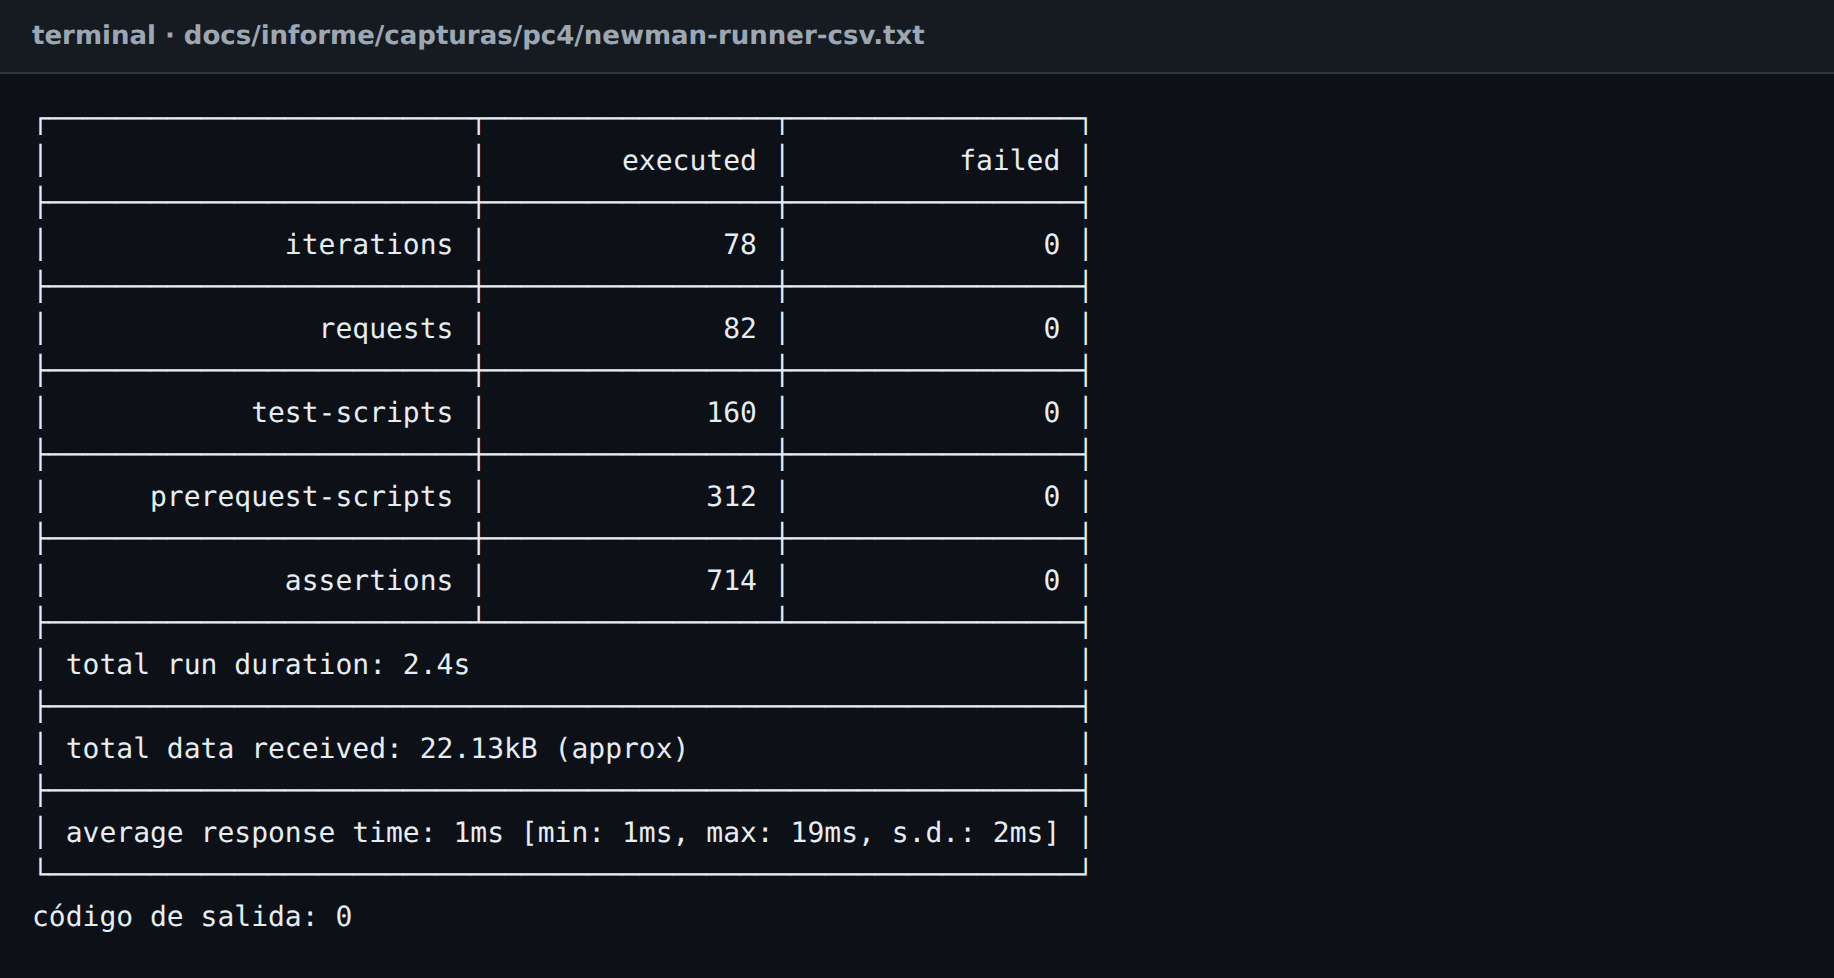 terminal · docs/informe/capturas/pc4/newman-runner-csv.txt
executed failed
iterations 78 0
requests 82 0
test-scripts 160 0
prerequest-scripts 312 0
assertions 714 0
total run duration: 2.4s
total data received: 22.13kB (approx)
average response time: 1ms [min: 1ms, max: 19ms, s.d.: 2ms]
código de salida: 0